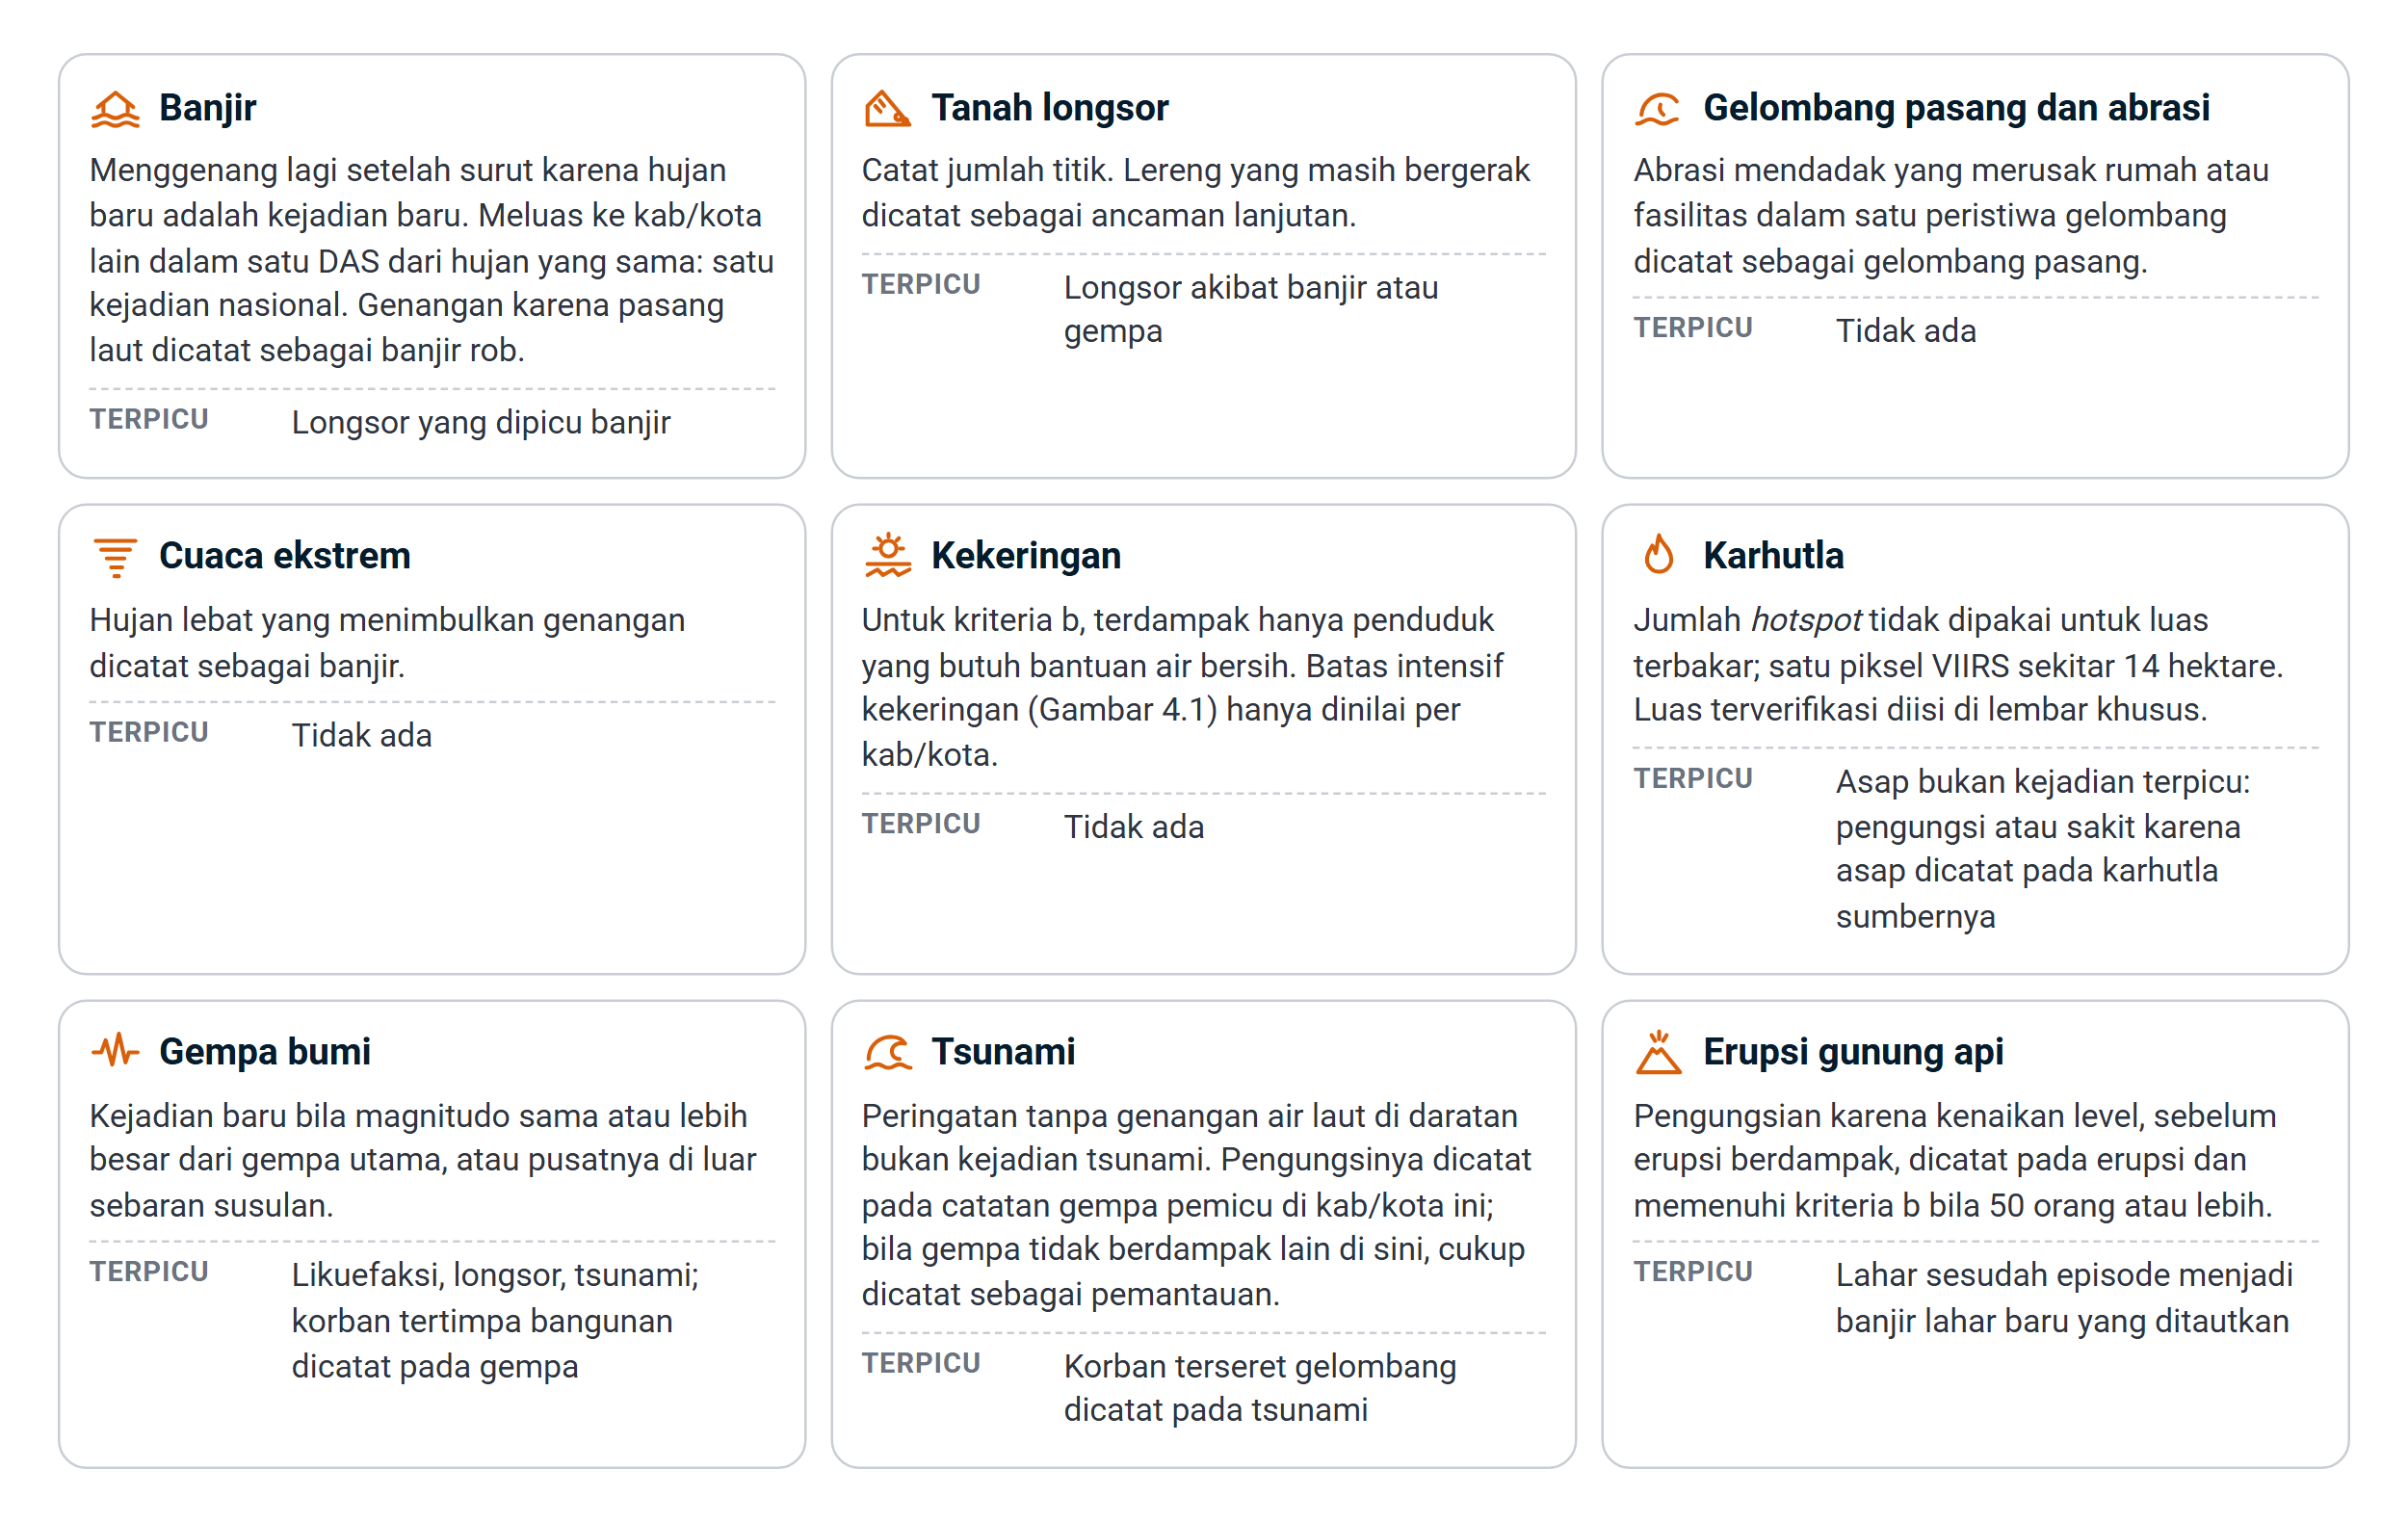 Banjir
Menggenang lagi setelah surut karena hujan
baru adalah kejadian baru. Meluas ke kab/kota
lain dalam satu DAS dari hujan yang sama: satu
kejadian nasional. Genangan karena pasang
laut dicatat sebagai banjir rob.
TERPICU
Longsor yang dipicu banjir
Tanah longsor
Catat jumlah titik. Lereng yang masih bergerak
dicatat sebagai ancaman lanjutan.
TERPICU
Longsor akibat banjir atau
gempa
Gelombang pasang dan abrasi
Abrasi mendadak yang merusak rumah atau
fasilitas dalam satu peristiwa gelombang
dicatat sebagai gelombang pasang.
TERPICU
Tidak ada
Cuaca ekstrem
Hujan lebat yang menimbulkan genangan
dicatat sebagai banjir.
TERPICU
Tidak ada
Kekeringan
Untuk kriteria b, terdampak hanya penduduk
yang butuh bantuan air bersih. Batas intensif
kekeringan (Gambar 4.1) hanya dinilai per
kab/kota.
TERPICU
Tidak ada
Karhutla
Jumlah hotspot tidak dipakai untuk luas
terbakar; satu piksel VIIRS sekitar 14 hektare.
Luas terverifikasi diisi di lembar khusus.
TERPICU
Asap bukan kejadian terpicu:
pengungsi atau sakit karena
asap dicatat pada karhutla
sumbernya
Gempa bumi
Kejadian baru bila magnitudo sama atau lebih
besar dari gempa utama, atau pusatnya di luar
sebaran susulan.
TERPICU
Likuefaksi, longsor, tsunami;
korban tertimpa bangunan
dicatat pada gempa
Tsunami
Peringatan tanpa genangan air laut di daratan
bukan kejadian tsunami. Pengungsinya dicatat
pada catatan gempa pemicu di kab/kota ini;
bila gempa tidak berdampak lain di sini, cukup
dicatat sebagai pemantauan.
TERPICU
Korban terseret gelombang
dicatat pada tsunami
Erupsi gunung api
Pengungsian karena kenaikan level, sebelum
erupsi berdampak, dicatat pada erupsi dan
memenuhi kriteria b bila 50 orang atau lebih.
TERPICU
Lahar sesudah episode menjadi
banjir lahar baru yang ditautkan